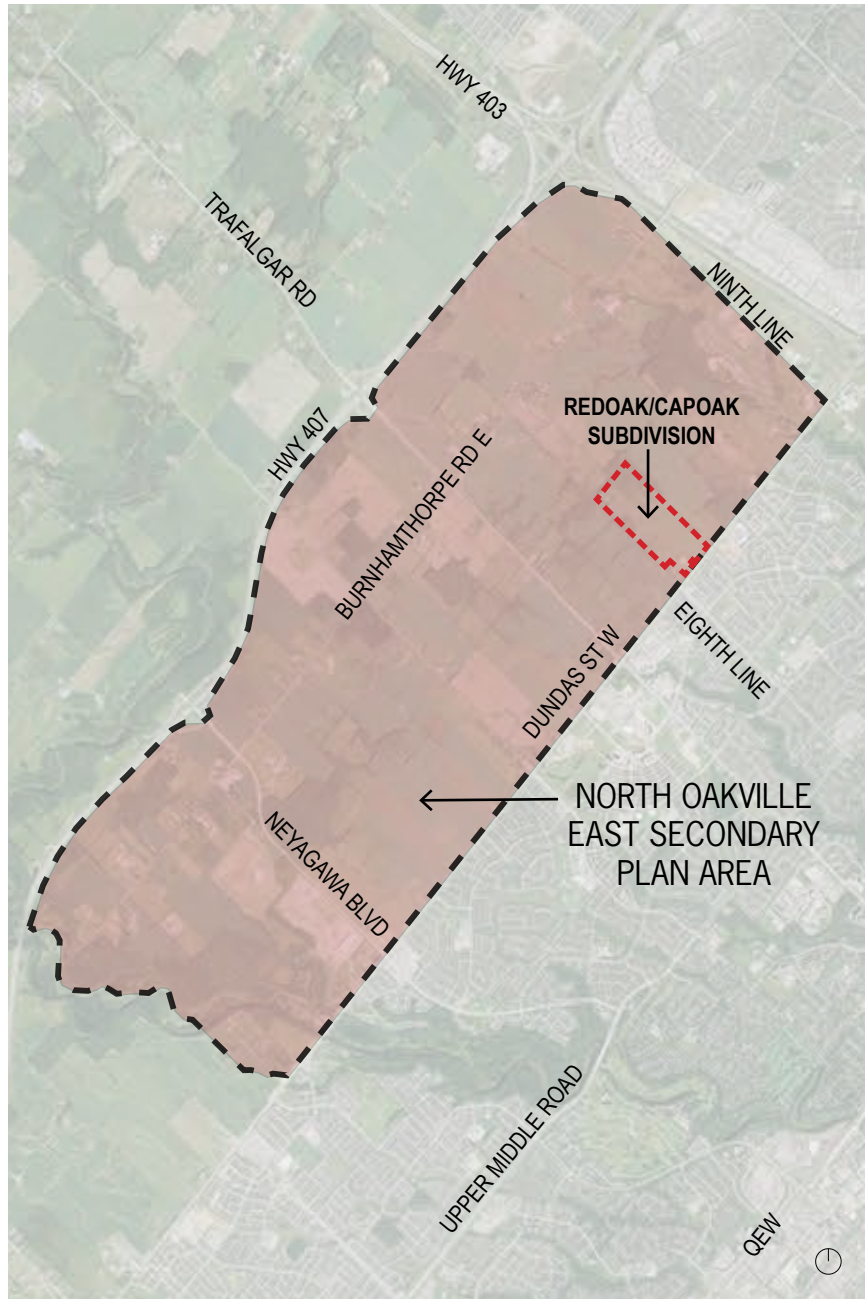 HWY 403
TRAFALGAR RD
NINTH LINE
REDOAK/CAPOAK
SUBDIVISION
HWY 407
BURNHAMTHORPE RD E
EIGHTH LINE
DUNDAS ST W
NORTH OAKVILLE
EAST SECONDARY
PLAN AREA
NEYAGAWA BLVD
UPPER MIDDLE ROAD
QEW